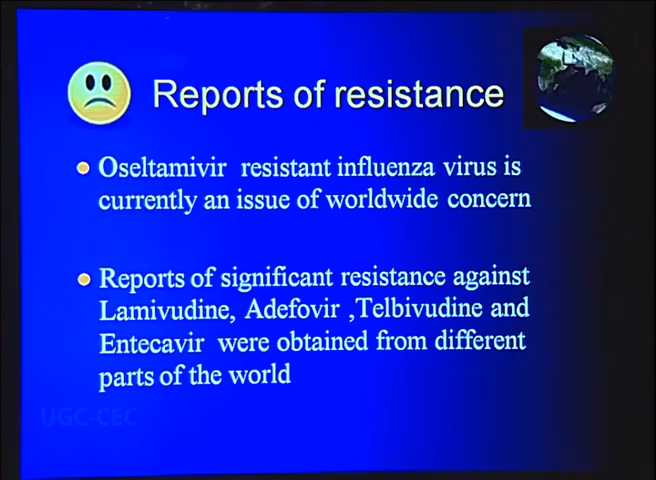 Reports of resistance
Oseltamivir resistant influenza virus is
currently an issue of worldwide concern
Reports of significant resistance against
Lamivudine, Adefovir ,Telbivudine and
Entecavir were obtained from different
parts of the world
UGC-CEC